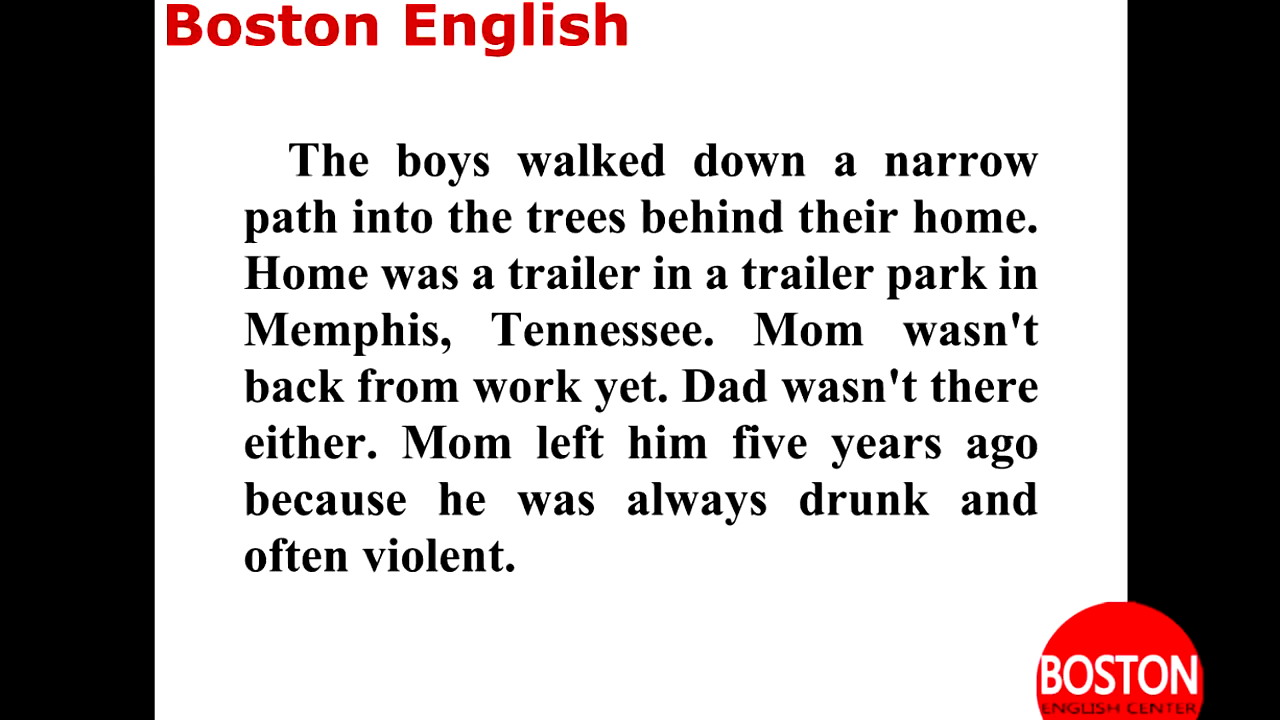 Boston English
The boys walked down a narrow
path into the trees behind their home.
Home was a trailer in a trailer park in
Memphis, Tennessee. Mom wasn't
back from work yet. Dad wasn't there
either. Mom left him five years ago
because he was always drunk and
often violent.
BOSTON
ENGLISH CENTER